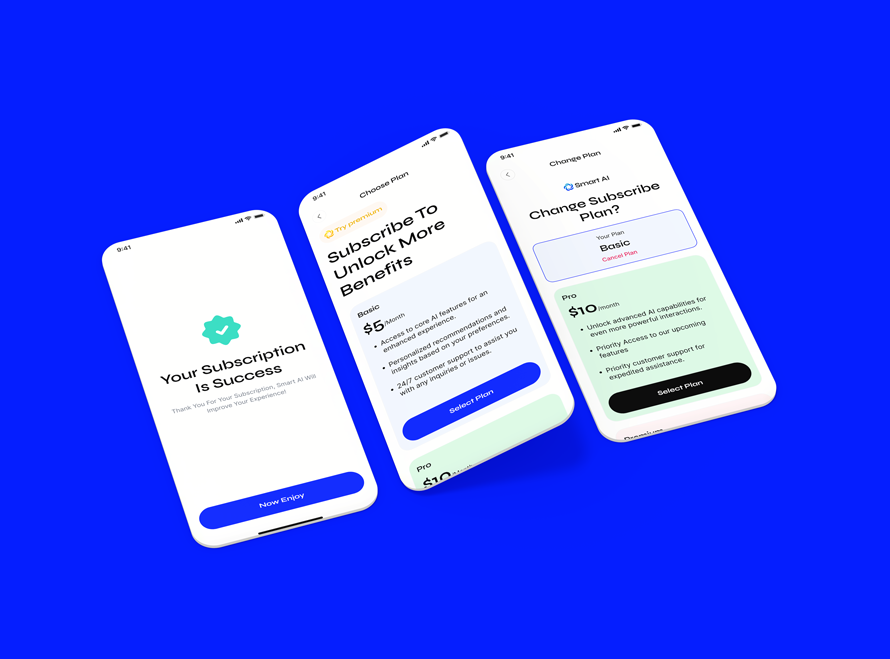 9:41
Your Subscription
Is Success
Thank You For Your Subscription, Smart AI Will
Improve Your Experience!
Now Enjoy
9:41
Choose Plan
Try premium
Subscribe To
Unlock More
Benefits
Basic
$5/Month
• Access to core AI features for an
enhanced experience.
• Personalized recommendations and
insights based on your preferences.
• 24/7 customer support to assist you
with any inquiries or issues.
Select Plan
Pro
$10/Month
9:41
Change Plan
Smart AI
Change Subscribe
Plan?
Your Plan
Basic
Cancel Plan
Pro
$10/month
• Unlock advanced AI capabilities for
even more powerful interactions.
• Priority Access to our upcoming
features
• Priority customer support for
expedited assistance.
Select Plan
Premium